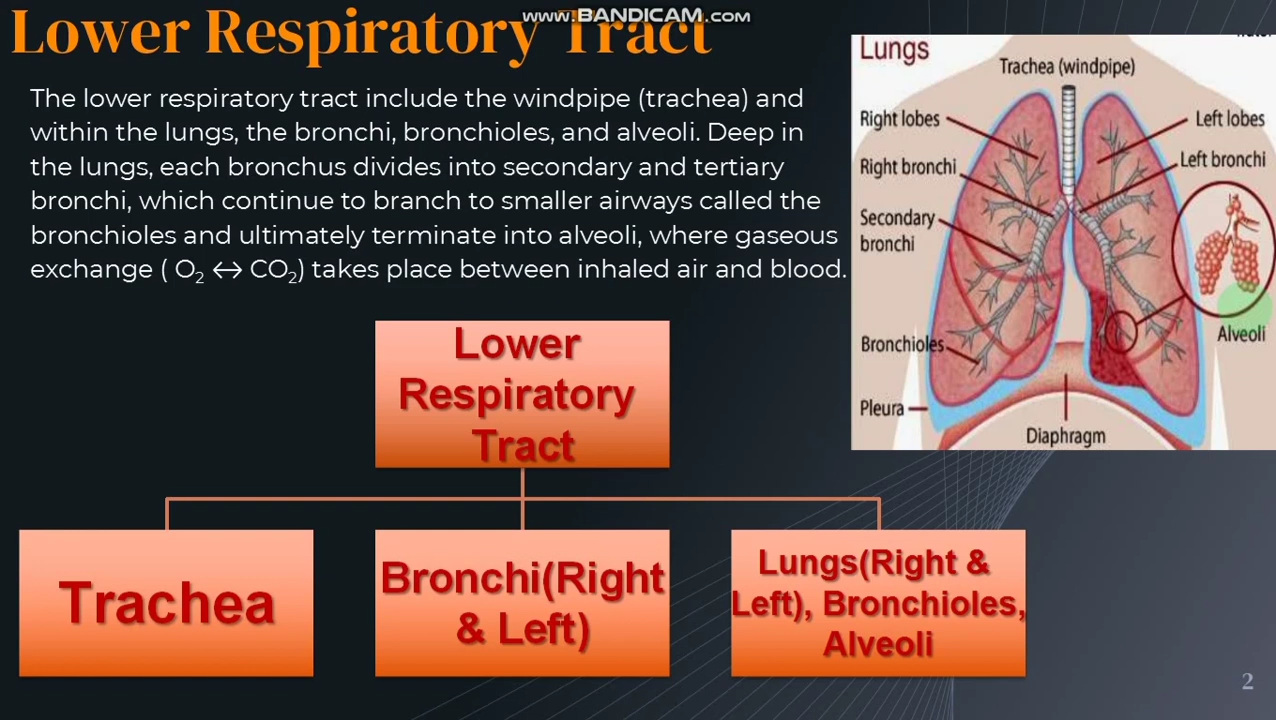 www.BANDICAM.com
Lower Respiratory Tract
The lower respiratory tract include the windpipe (trachea) and
within the lungs, the bronchi, bronchioles, and alveoli. Deep in
the lungs, each bronchus divides into secondary and tertiary
bronchi, which continue to branch to smaller airways called the
bronchioles and ultimately terminate into alveoli, where gaseous
exchange ( O₂ ↔ CO₂) takes place between inhaled air and blood.
Lungs
Trachea (windpipe)
Right lobes
Left lobes
Right bronchi
Left bronchi
Secondary
bronchi
Bronchioles
Alveoli
Pleura
Diaphragm
Lower
Respiratory
Tract
Trachea
Bronchi(Right
& Left)
Lungs(Right &
Left), Bronchioles,
Alveoli
2